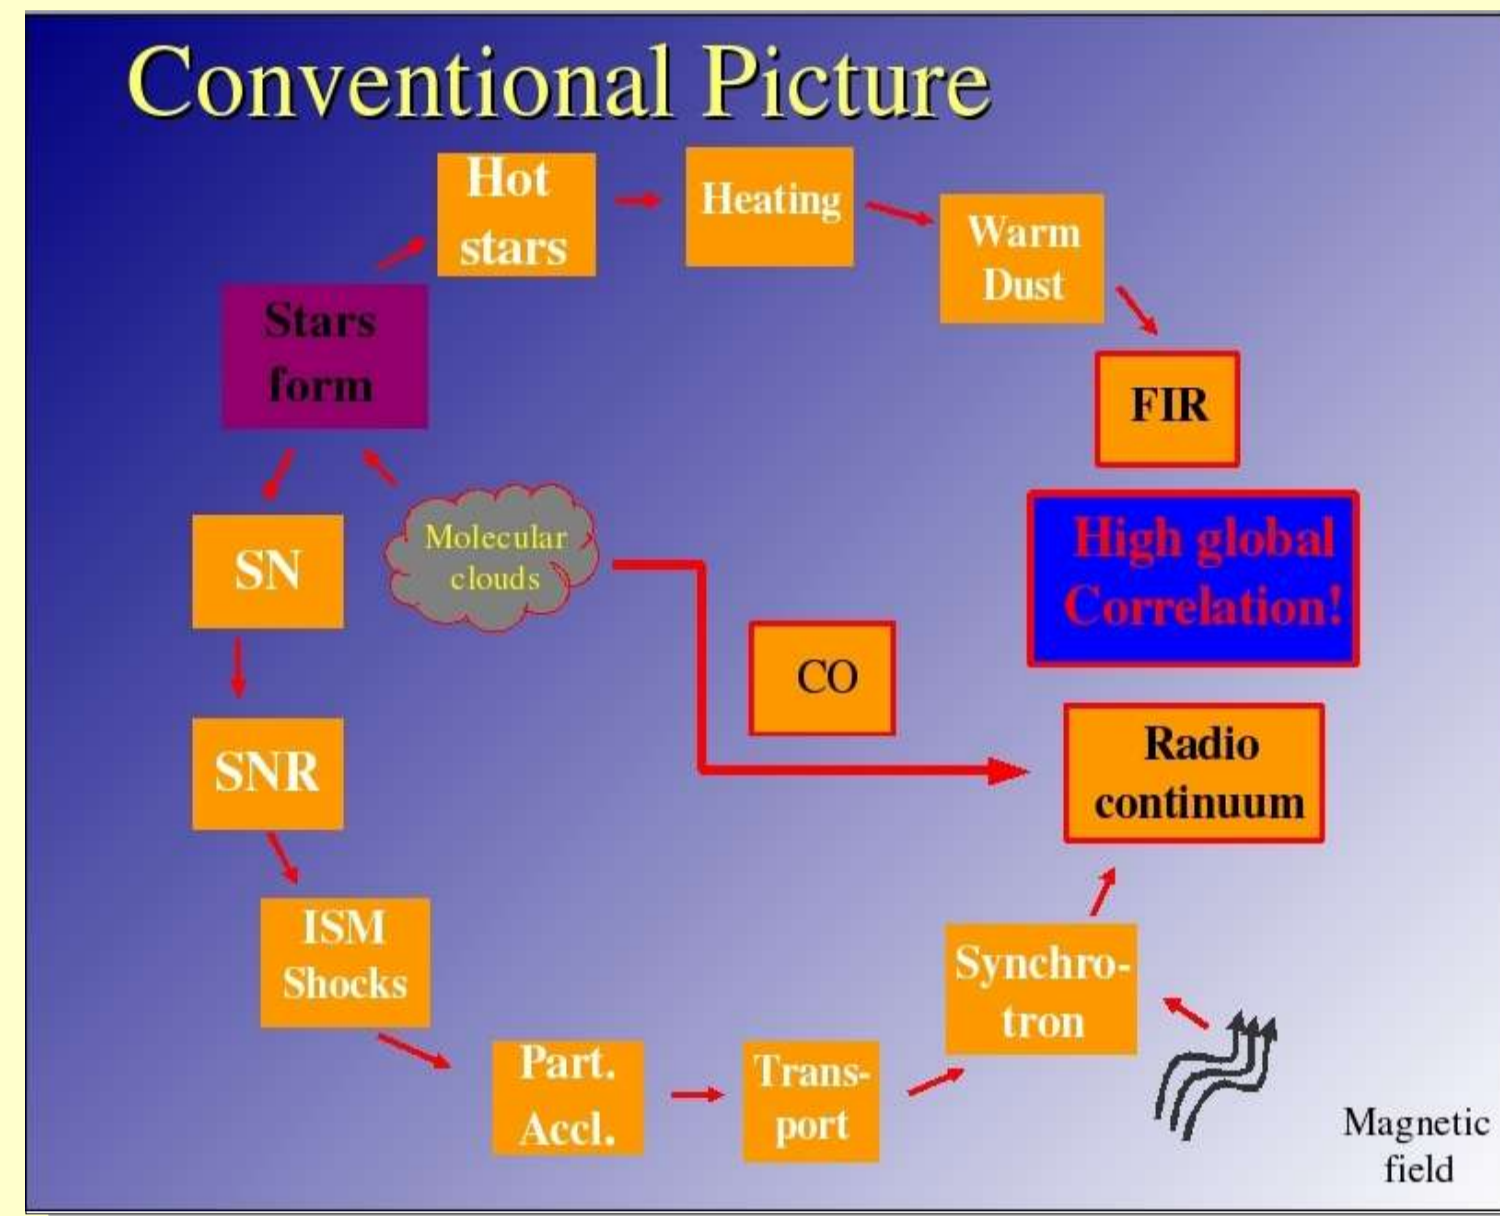 Conventional Picture
Hot
stars
Heating
Warm
Dust
Stars
form
FIR
Molecular
clouds
High global
Correlation!
SN
CO
SNR
Radio
continuum
ISM
Shocks
Synchro-
tron
Part.
Accl.
Trans-
port
Magnetic
field